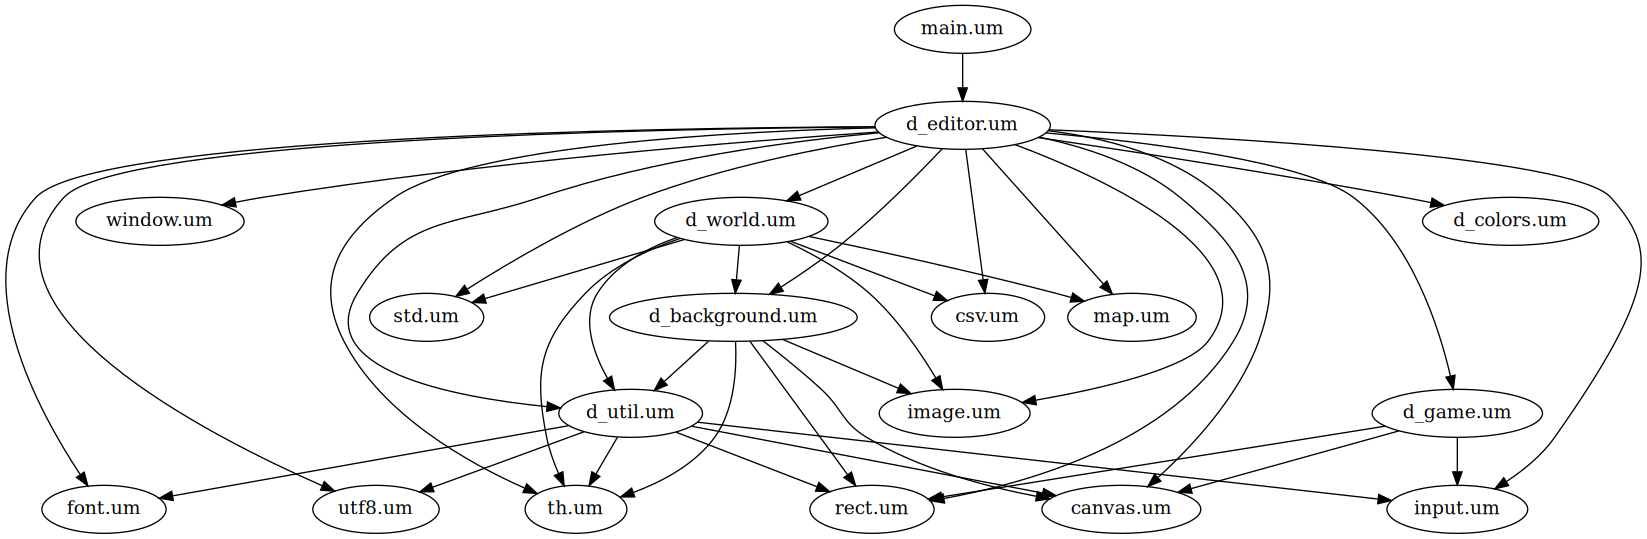 main.um
d_editor.um
window.um
d_world.um
d_colors.um
std.um
d_background.um
csv.um
map.um
d_util.um
image.um
d_game.um
font.um
utf8.um
th.um
rect.um
canvas.um
input.um